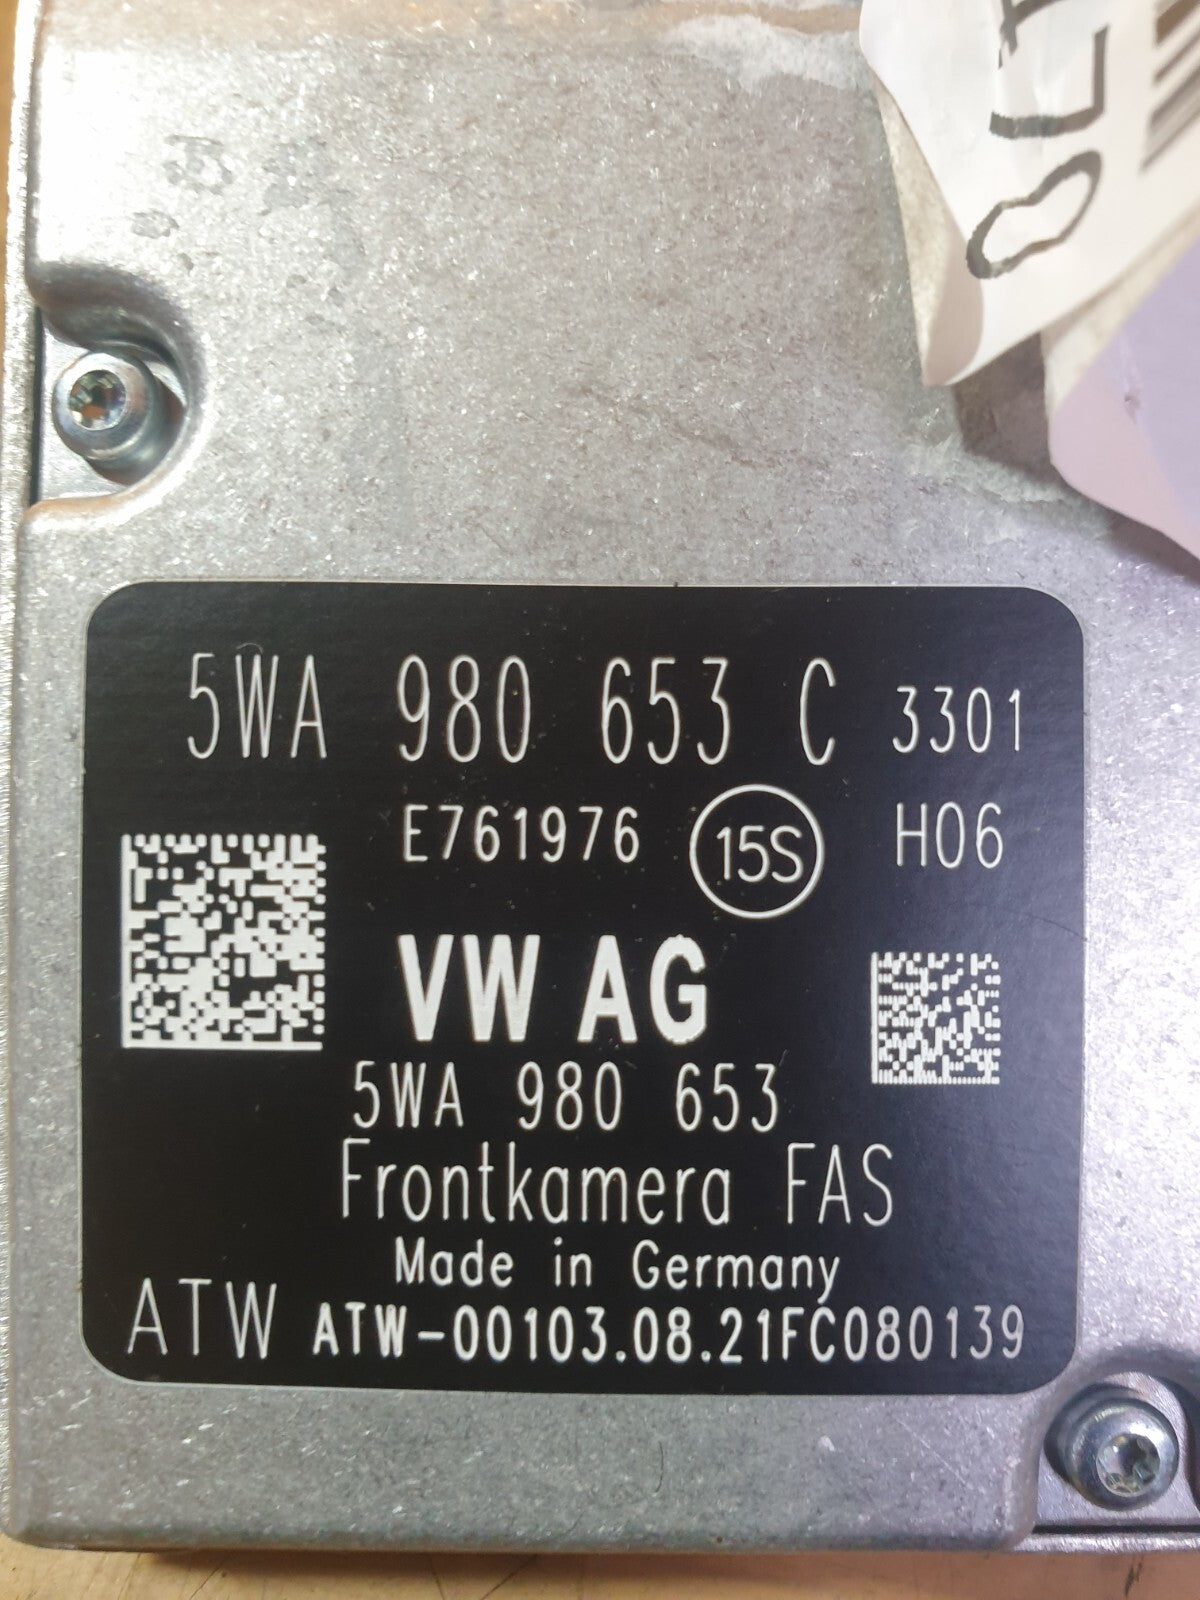 5WA 980 653 C 3301
E761976 15S H06
VW AG
5WA 980 653
Frontkamera FAS
Made in Germany
ATW ATW-00103.08.21FC080139